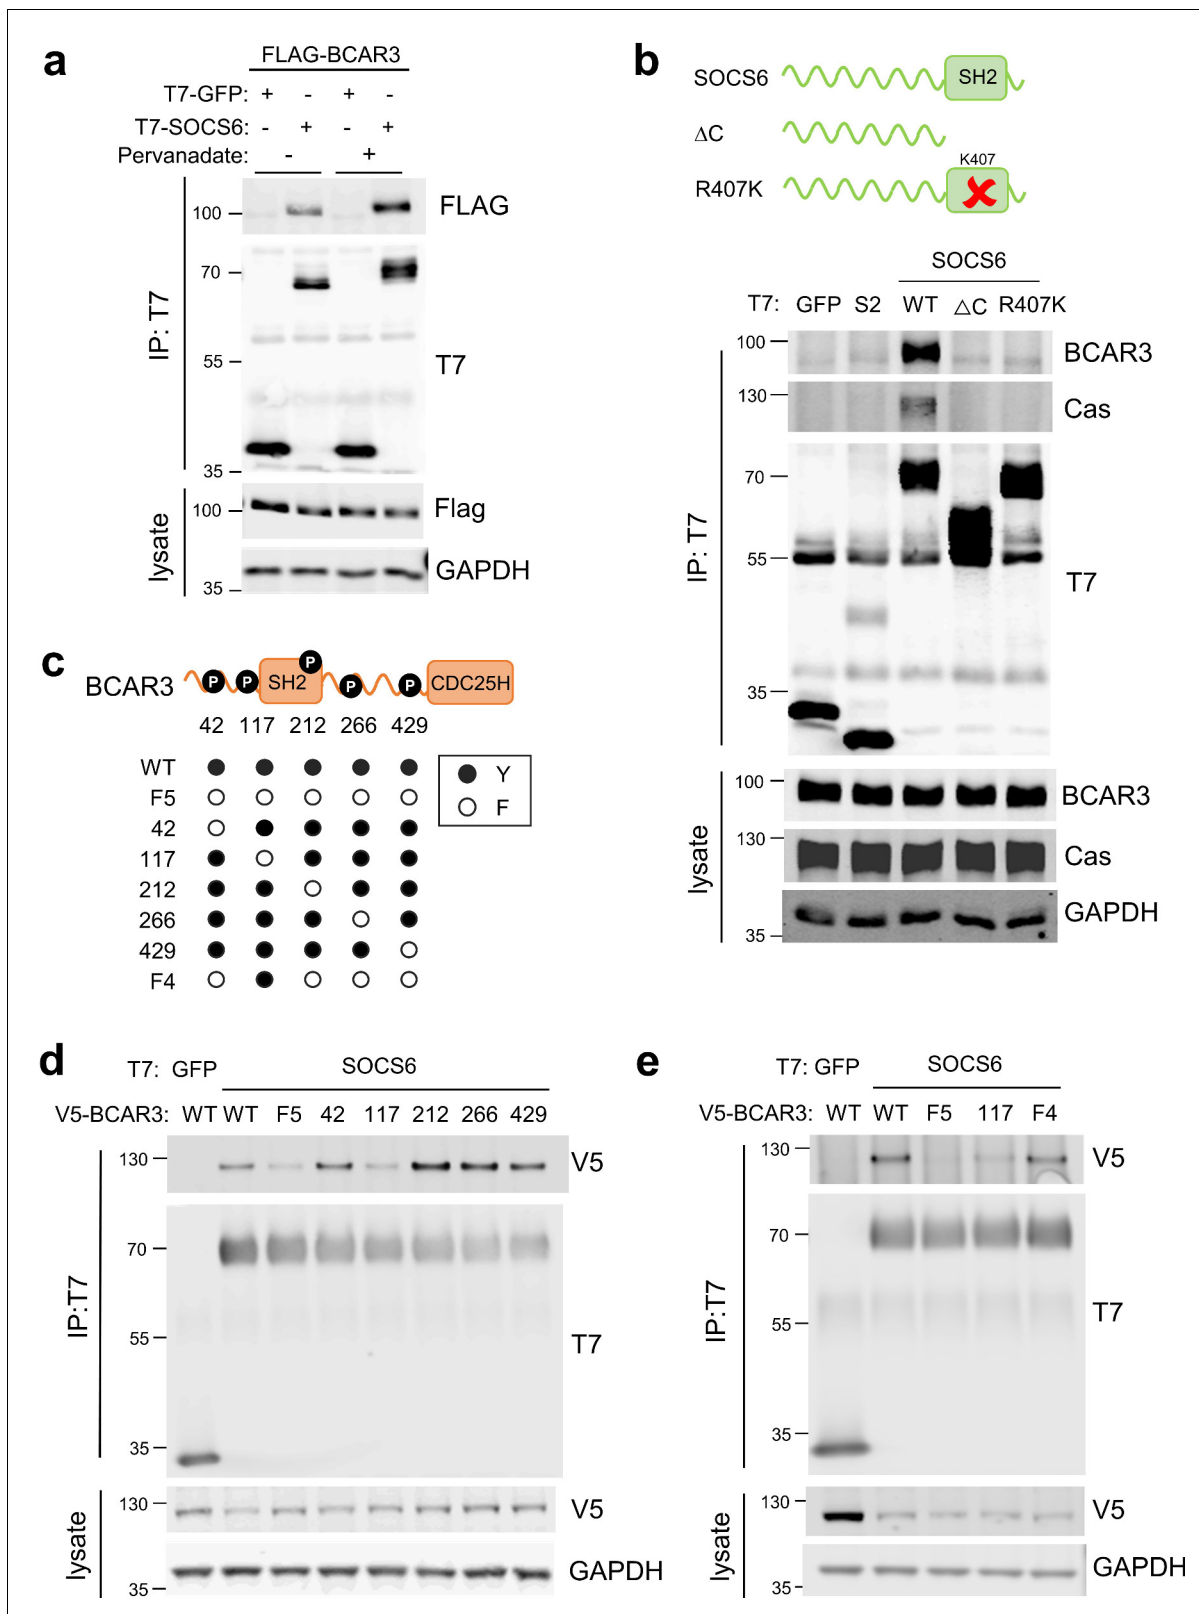 a
FLAG-BCAR3
T7-GFP: + - + -
T7-SOCS6: - + - +
Pervanadate: - +
IP: T7
100
FLAG
70
55
35
T7
lysate
100
Flag
GAPDH
35
b
SOCS6
SH2
ΔC
K407
R407K
SOCS6
T7: GFP S2 WT △C R407K
IP: T7
100
BCAR3
130
Cas
70
55
35
T7
lysate
100
BCAR3
130
Cas
GAPDH
35
c
BCAR3
P P SH2 P P P CDC25H
42 117 212 266 429
WT
F5
42
117
212
266
429
F4
Y
F
d
T7: GFP SOCS6
V5-BCAR3: WT WT F5 42 117 212 266 429
IP:T7
130
V5
70
55
35
T7
lysate
130
V5
GAPDH
35
e
T7: GFP SOCS6
V5-BCAR3: WT WT F5 117 F4
IP:T7
130
V5
70
55
35
T7
lysate
130
V5
GAPDH
35